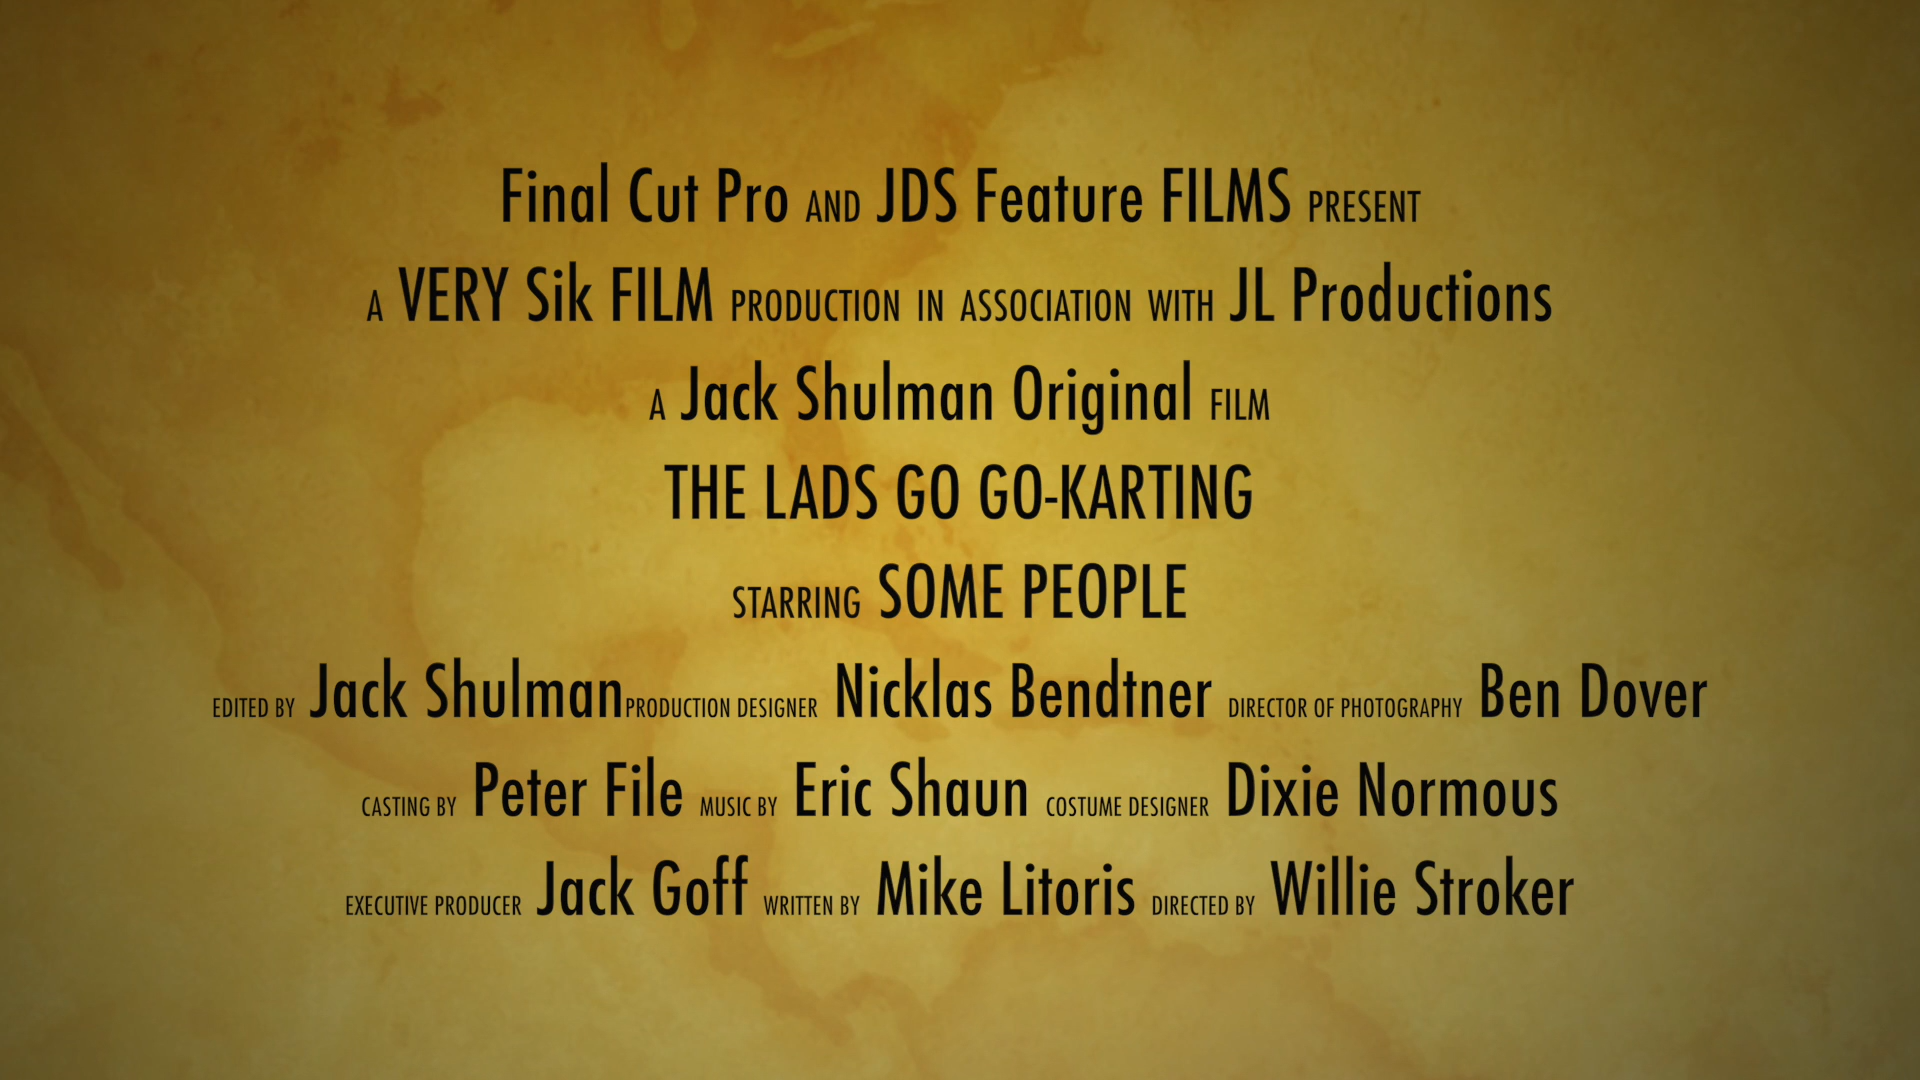 Final Cut Pro AND JDS Feature FILMS PRESENT
A VERY Sik FILM PRODUCTION IN ASSOCIATION WITH JL Productions
A Jack Shulman Original FILM
THE LADS GO GO-KARTING
STARRING SOME PEOPLE
EDITED BY Jack Shulman PRODUCTION DESIGNER Nicklas Bendtner DIRECTOR OF PHOTOGRAPHY Ben Dover
CASTING BY Peter File MUSIC BY Eric Shaun COSTUME DESIGNER Dixie Normous
EXECUTIVE PRODUCER Jack Goff WRITTEN BY Mike Litoris DIRECTED BY Willie Stroker